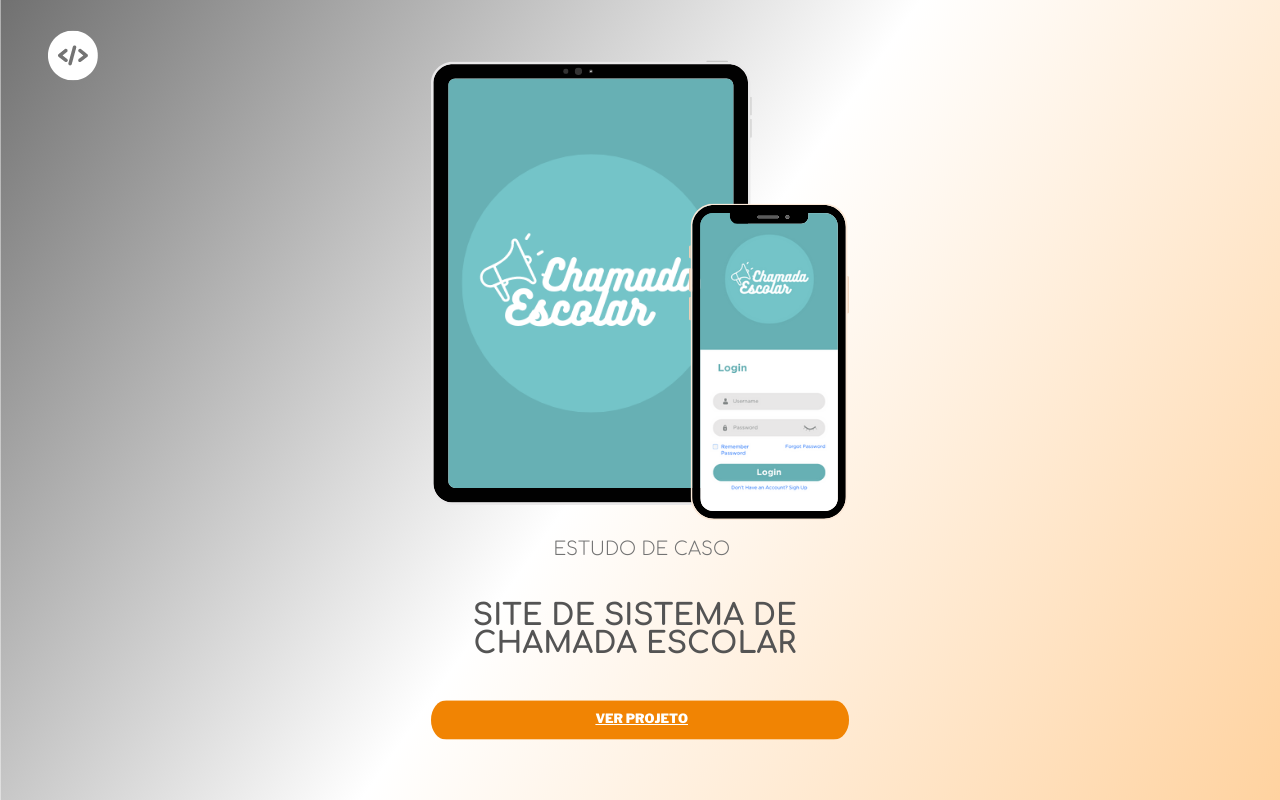 </>
Chamada
Escolar
Chamada
Escolar
Login
Username
Password
Remember Forgot Password
Password
Login
Don't Have an Account? Sigh Up
ESTUDO DE CASO
SITE DE SISTEMA DE
CHAMADA ESCOLAR
VER PROJETO